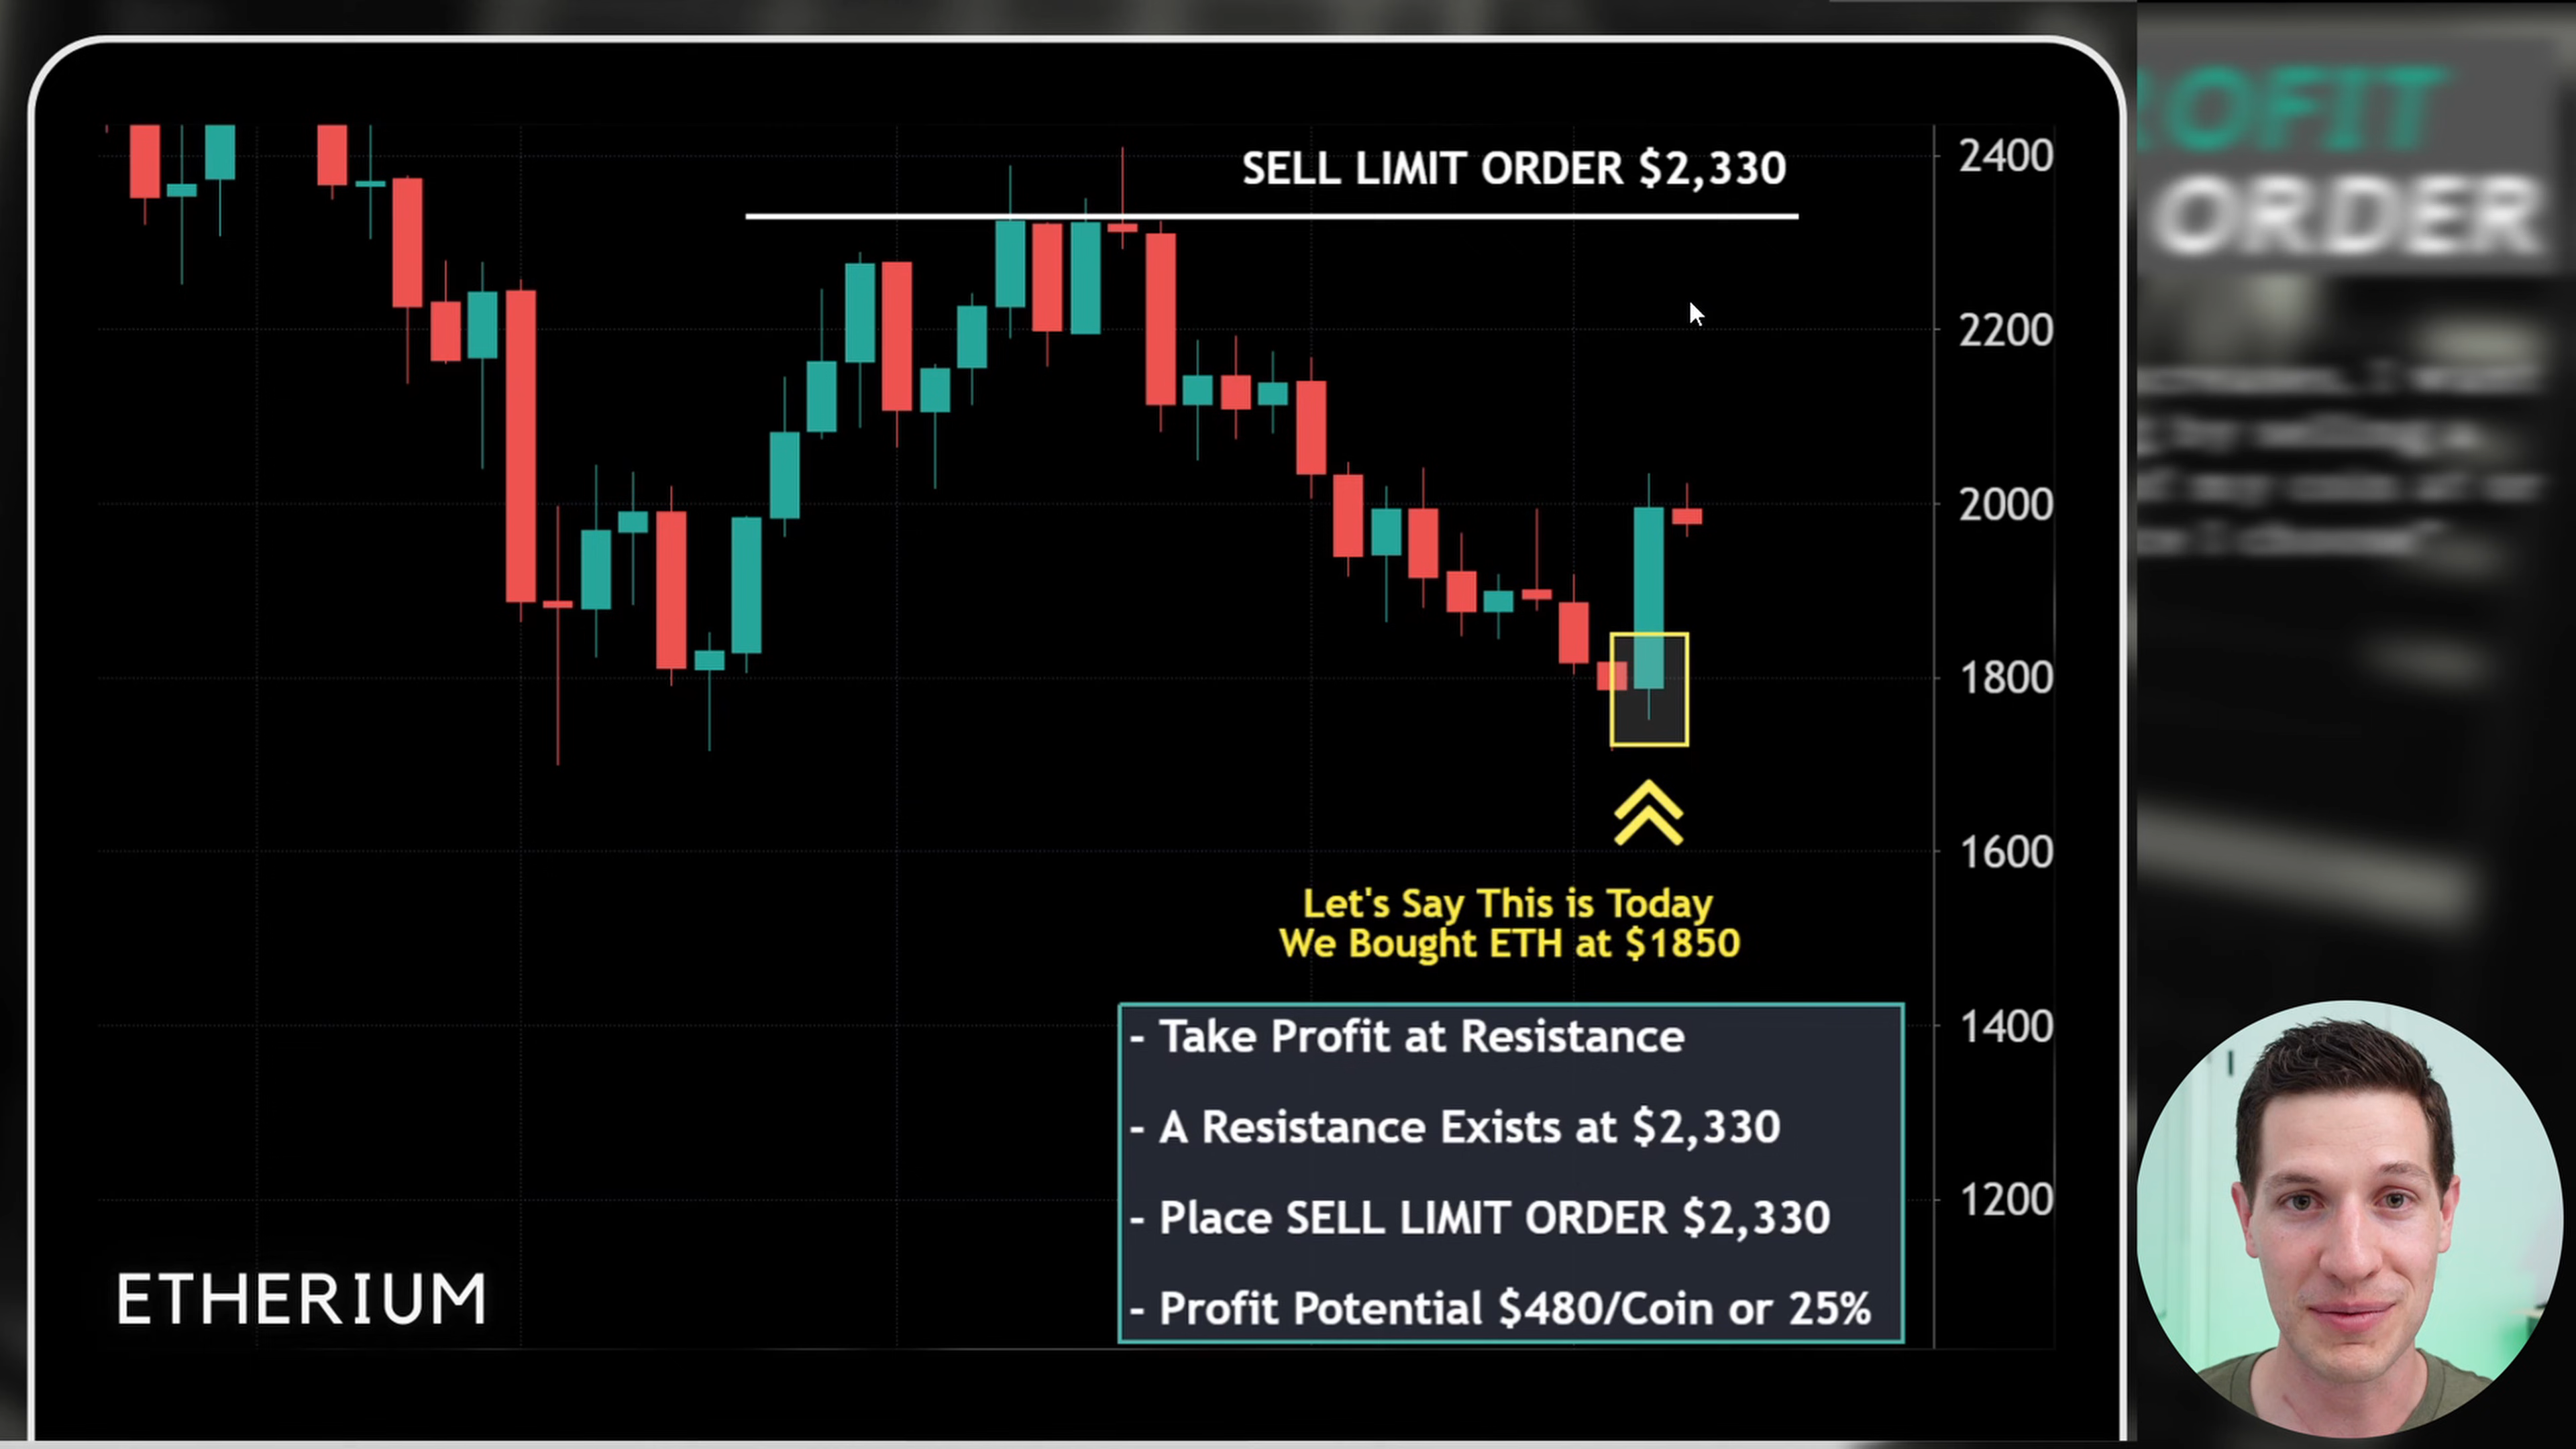 ROFIT
ORDER
SELL LIMIT ORDER $2,330
2400
2200
2000
1800
1600
1400
1200
Let's Say This is Today
We Bought ETH at $1850
- Take Profit at Resistance
- A Resistance Exists at $2,330
- Place SELL LIMIT ORDER $2,330
- Profit Potential $480/Coin or 25%
ETHERIUM